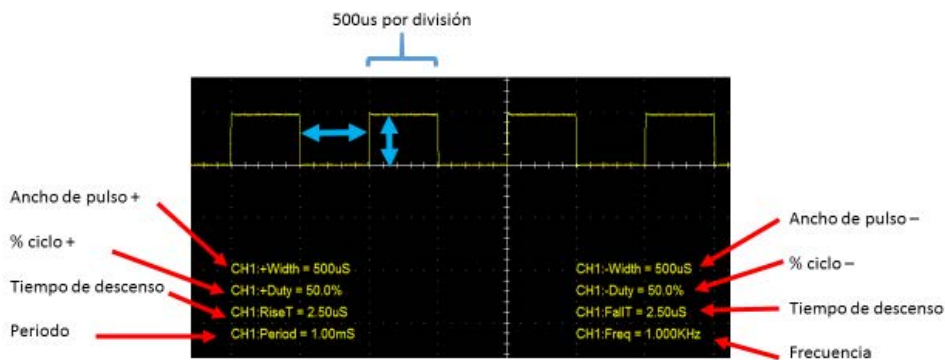 500us por división
Ancho de pulso +
% ciclo +
Tiempo de descenso
Periodo
CH1:+Width = 500uS
CH1:+Duty = 50.0%
CH1:RiseT = 2.50uS
CH1:Period = 1.00mS
CH1:-Width = 500uS
CH1:-Duty = 50.0%
CH1:FallT = 2.50uS
CH1:Freq = 1.000KHz
Ancho de pulso –
% ciclo –
Tiempo de descenso
Frecuencia